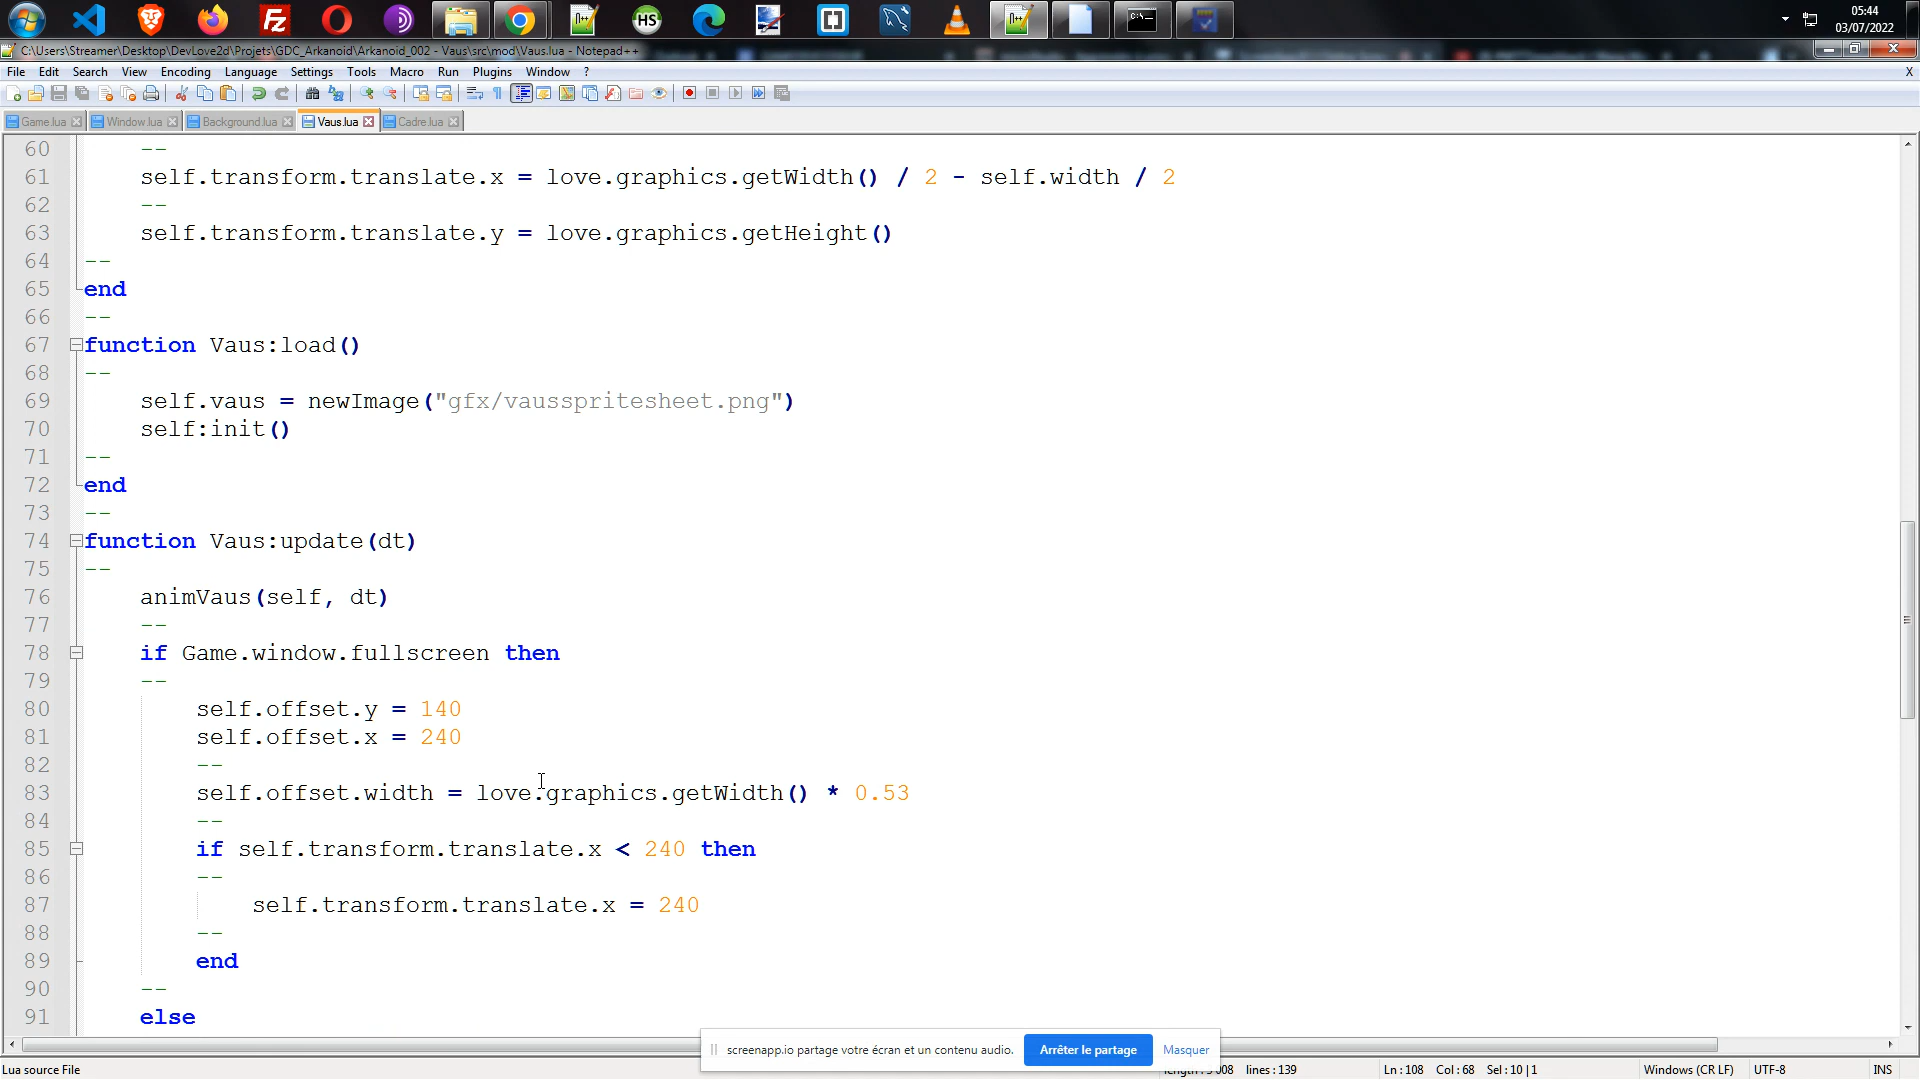 05:44
03/07/2022
C:\Users\Streamer\Desktop\DevLove2d\Projets\GDC_Arkanoid\Arkanoid_002 - Vaus\src\mod\Vaus.lua - Notepad++
File Edit Search View Encoding Language Settings Tools Macro Run Plugins Window ? X
Game.lua Window.lua Background.lua Vaus.lua Cadre.lua
60 --
61 self.transform.translate.x = love.graphics.getWidth() / 2 - self.width / 2
62 --
63 self.transform.translate.y = love.graphics.getHeight()
64 --
65 end
66 --
67 function Vaus:load()
68 --
69 self.vaus = newImage("gfx/vausspritesheet.png")
70 self:init()
71 --
72 end
73 --
74 function Vaus:update(dt)
75 --
76 animVaus(self, dt)
77 --
78 if Game.window.fullscreen then
79 --
80 self.offset.y = 140
81 self.offset.x = 240
82 --
83 self.offset.width = love.graphics.getWidth() * 0.53
84 --
85 if self.transform.translate.x < 240 then
86 --
87 self.transform.translate.x = 240
88 --
89 end
90 --
91 else
screenapp.io partage votre écran et un contenu audio. Arrêter le partage Masquer
Lua source File lines : 139 Ln : 108 Col : 68 Sel : 10 | 1 Windows (CR LF) UTF-8 INS